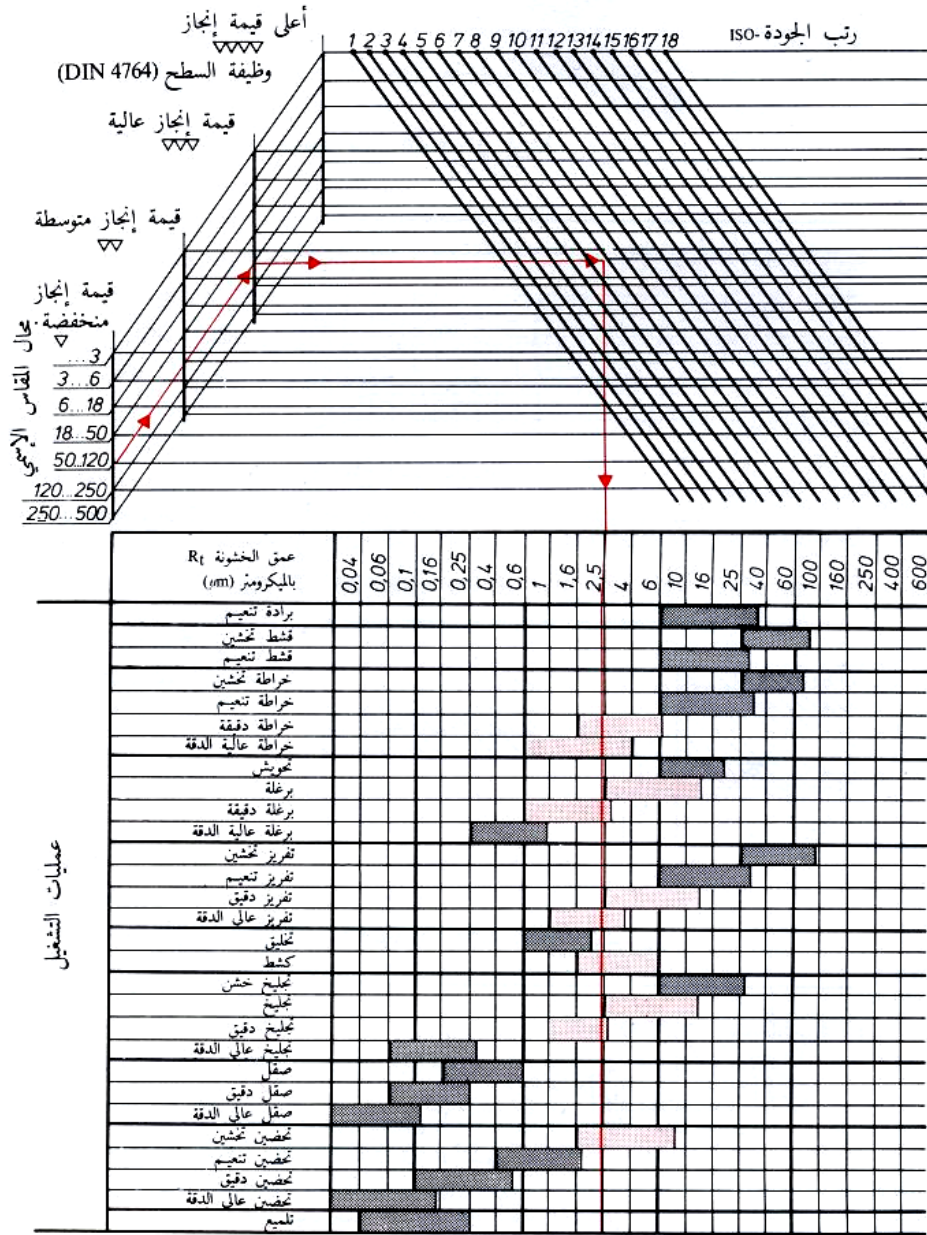 أعلى قيمة إنجاز
وظيفة السطح (DIN 4764)
1 2 3 4 5 6 7 8 9 10 11 12 13 14 15 16 17 18
رتب الجودة -ISO
قيمة إنجاز عالية
قيمة إنجاز متوسطة
قيمة إنجاز
منخفضة
مجال المقاس الإسمي
...3
3...6
6...18
18...50
50..120
120...250
250...500
عمق الخشونة Rt
بالميكرومتر (μm)
0,04 0,06 0,1 0,16 0,25 0,4 0,6 1 1,6 2,5 4 6 10 16 25 40 60 100 160 250 400 600
عمليات التشغيل
برادة تنعيم
قشط تخشين
قشط تنعيم
خراطة تخشين
خراطة تنعيم
خراطة دقيقة
خراطة عالية الدقة
تخويش
برغلة
برغلة دقيقة
برغلة عالية الدقة
تفريز تخشين
تفريز تنعيم
تفريز دقيق
تفريز عالي الدقة
تخليق
كشط
تجليخ خشن
تجليخ
تجليخ دقيق
تجليخ عالي الدقة
صقل
صقل دقيق
صقل عالي الدقة
تحضين تخشين
تحضين تنعيم
تحضين دقيق
تحضين عالي الدقة
تلميع